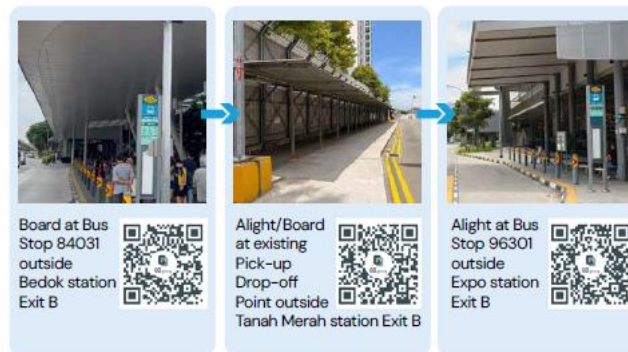 Board at Bus
Stop 84031
outside
Bedok station
Exit B
Alight/Board
at existing
Pick-up
Drop-off
Point outside
Tanah Merah station Exit B
Alight at Bus
Stop 96301
outside
Expo station
Exit B